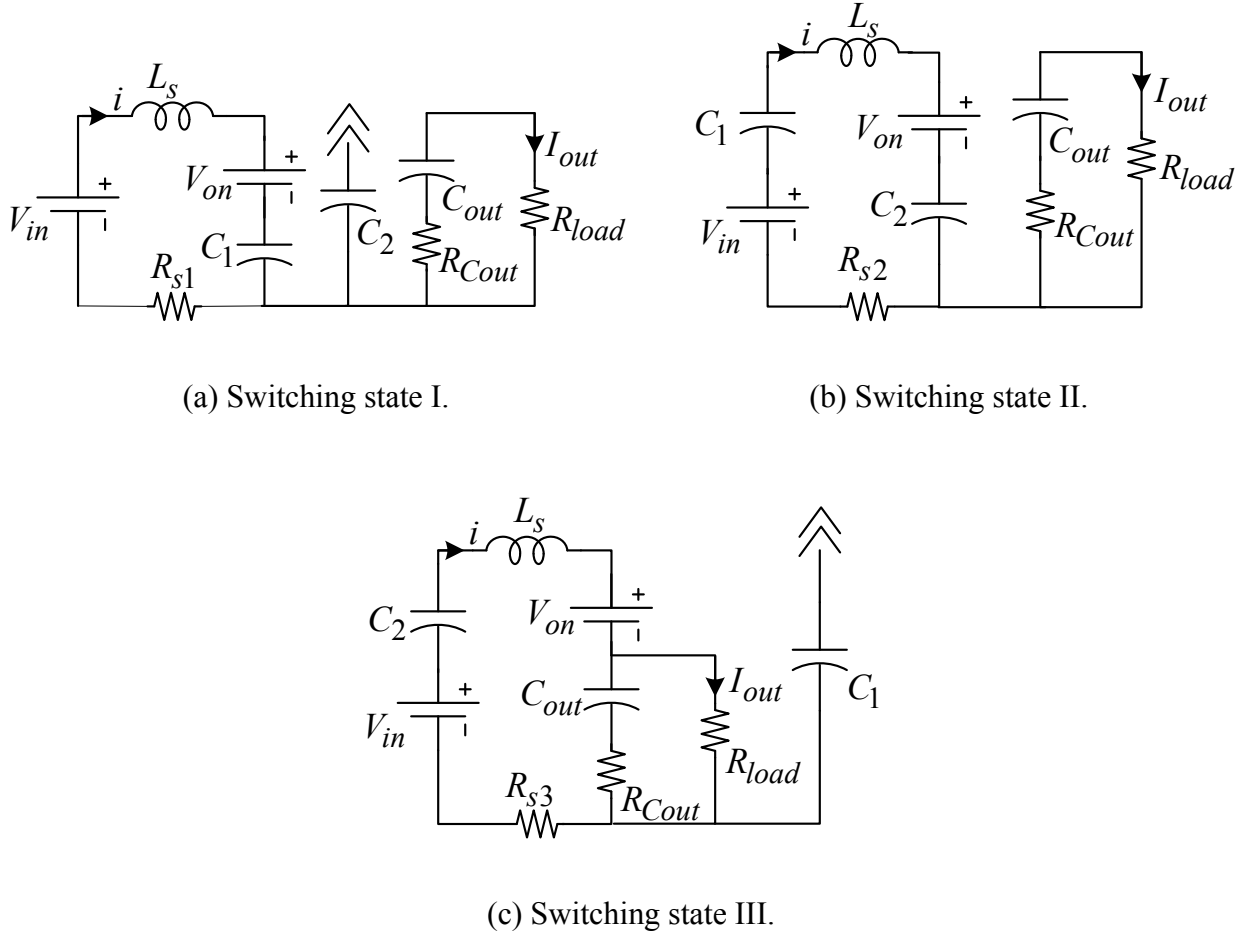 i
L_s
V_in
+
-
V_on
+
-
C_1
R_s1
C_2
C_out
R_Cout
I_out
R_load
(a) Switching state I.
i
L_s
C_1
V_in
+
-
V_on
+
-
C_2
R_s2
C_out
R_Cout
I_out
R_load
(b) Switching state II.
i
L_s
C_2
V_in
+
-
V_on
+
-
C_out
R_Cout
R_s3
I_out
R_load
C_1
(c) Switching state III.